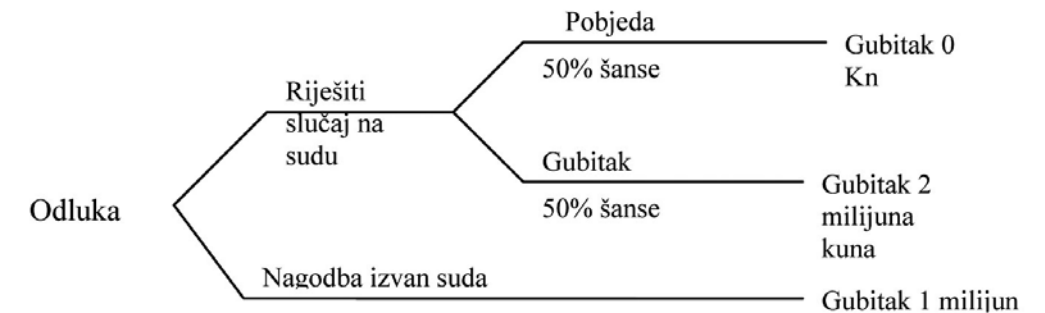 Pobjeda
50% šanse
Gubitak 0
Kn
Riješiti
slučaj na
sudu
Gubitak
50% šanse
Gubitak 2
milijuna
kuna
Odluka
Nagodba izvan suda
Gubitak 1 milijun